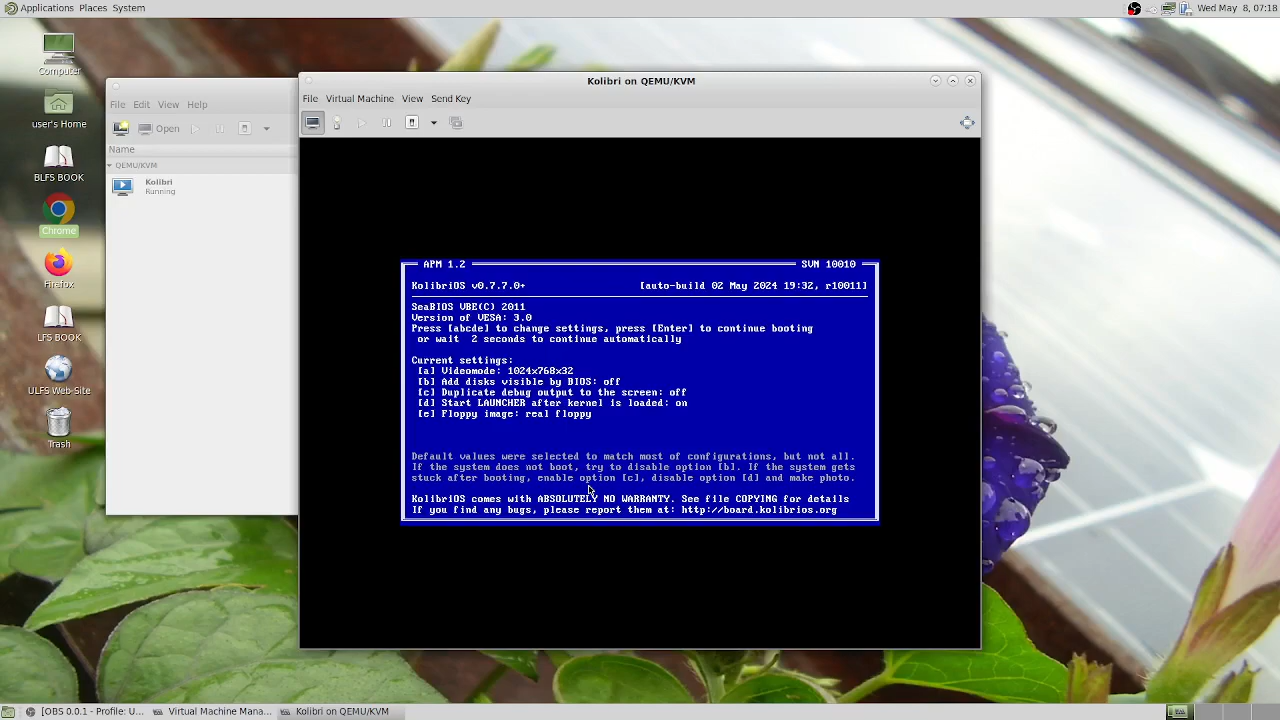 Applications Places System
Wed May 8, 07:18
Computer
user's Home
BLFS BOOK
Chrome
Firefox
LFS BOOK
ULFS Web-Site
Trash
File Edit View Help
Open
Name
QEMU/KVM
Kolibri
Running
Kolibri on QEMU/KVM
File Virtual Machine View Send Key
APM 1.2
SVN 10010
KolibriOS v0.7.7.0+ [auto-build 02 May 2024 19:32, r10011]
SeaBIOS VBE(C) 2011
Version of VESA: 3.0
Press [abcde] to change settings, press [Enter] to continue booting
or wait 2 seconds to continue automatically
Current settings:
[a] Videomode: 1024x768x32
[b] Add disks visible by BIOS: off
[c] Duplicate debug output to the screen: off
[d] Start LAUNCHER after kernel is loaded: on
[e] Floppy image: real floppy
Default values were selected to match most of configurations, but not all.
If the system does not boot, try to disable option [b]. If the system gets
stuck after booting, enable option [c], disable option [d] and make photo.
KolibriOS comes with ABSOLUTELY NO WARRANTY. See file COPYING for details
If you find any bugs, please report them at: http://board.kolibrios.org
[OBS 0.0.1 - Profile: U...
Virtual Machine Mana...
Kolibri on QEMU/KVM